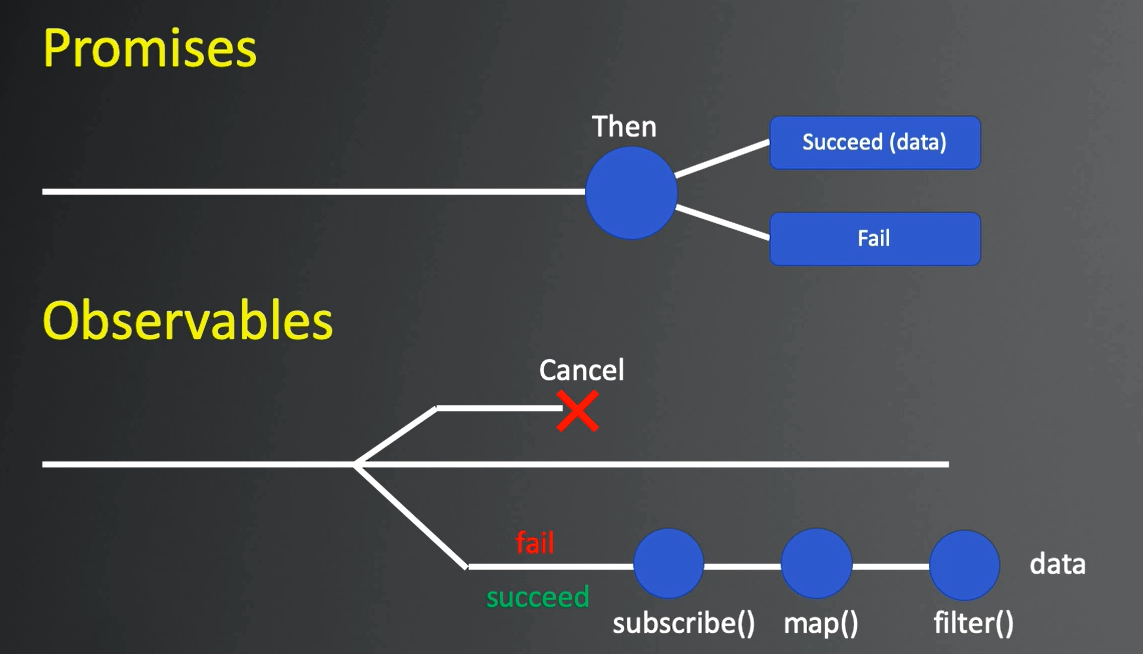 Promises
Then
Succeed (data)
Fail
Observables
Cancel
fail
succeed
data
subscribe()
map()
filter()